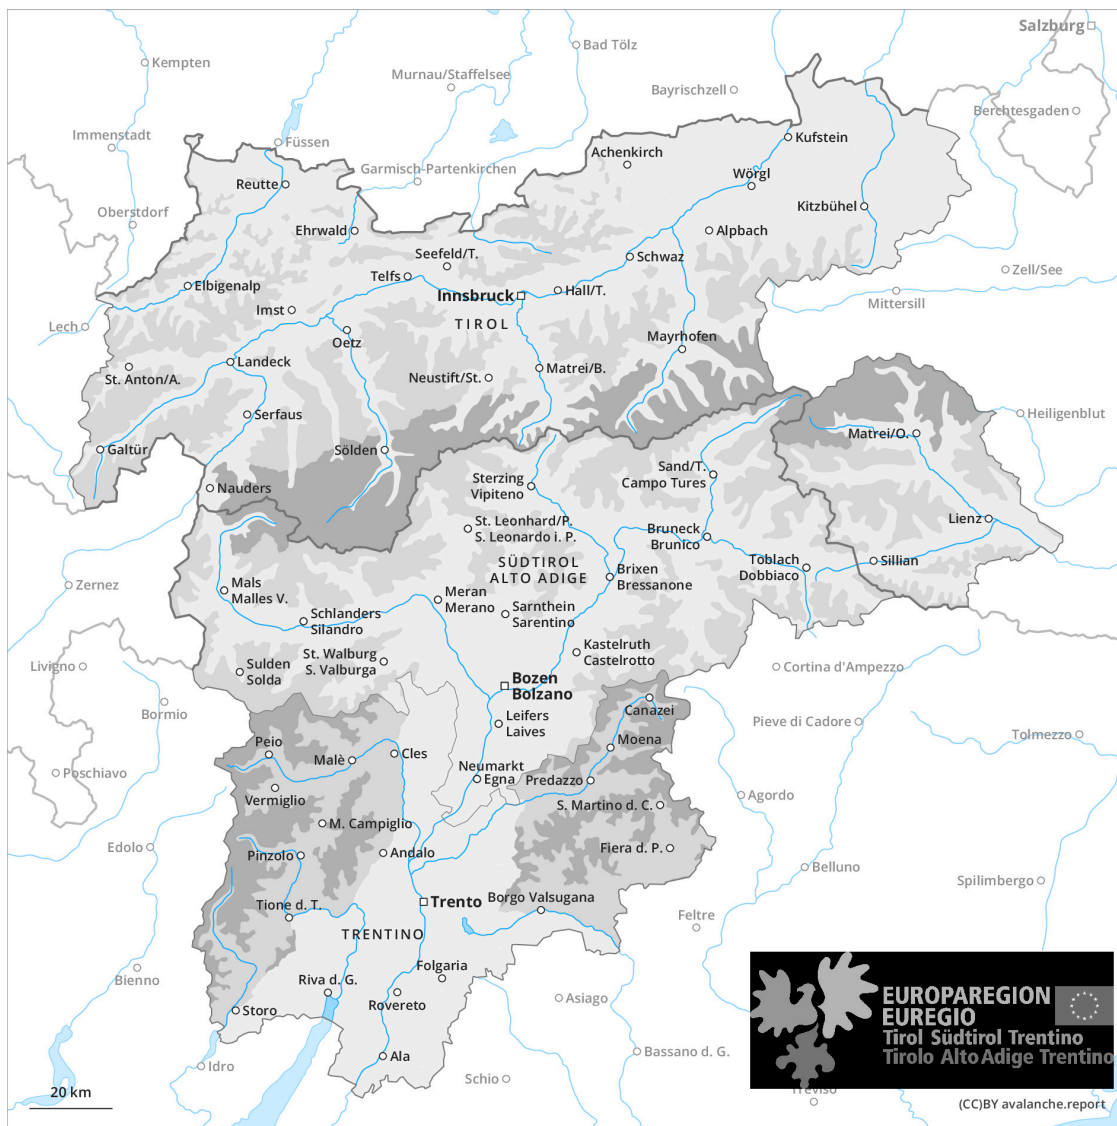 Salzburg
Bad Tölz
Kempten
Murnau/Staffelsee
Bayrischzell
Berchtesgaden
Immenstadt
Füssen
Kufstein
Achenkirch
Garmisch-Partenkirchen
Wörgl
Reutte
Kitzbühel
Oberstdorf
Ehrwald
Alpbach
Seefeld/T.
Schwaz
Zell/See
Telfs
Elbigenalp
Hall/T.
Innsbruck
Mittersill
Imst
TIROL
Lech
Oetz
Mayrhofen
Landeck
Matrei/B.
St. Anton/A.
Neustift/St.
Serfaus
Heiligenblut
Matrei/O.
Galtür
Sölden
Sand/T.
Campo Tures
Sterzing
Vipiteno
Nauders
Lienz
St. Leonhard/P.
S. Leonardo i. P.
Bruneck
Brunico
SÜDTIROL
ALTO ADIGE
Toblach
Dobbiaco
Sillian
Brixen
Bressanone
Zernez
Mals
Malles V.
Meran
Merano
Sarnthein
Sarentino
Schlanders
Silandro
Kastelruth
Castelrotto
St. Walburg
S. Valburga
Livigno
Sulden
Solda
Cortina d'Ampezzo
Bozen
Bolzano
Canazei
Bormio
Leifers
Laives
Pieve di Cadore
Tolmezzo
Moena
Peio
Malè
Cles
Poschiavo
Neumarkt
Egna
Predazzo
Vermiglio
S. Martino d. C.
Agordo
M. Campiglio
Edolo
Pinzolo
Andalo
Fiera d. P.
Belluno
Spilimbergo
Tione d. T.
Trento
Borgo Valsugana
Feltre
TRENTINO
Folgaria
Bienno
Riva d. G.
Rovereto
Asiago
Storo
EUROPAREGION
EUREGIO
Tirol Südtirol Trentino
Tirolo Alto Adige Trentino
Ala
Bassano d. G.
Idro
Schio
Treviso
20 km
(CC)BY avalanche.report